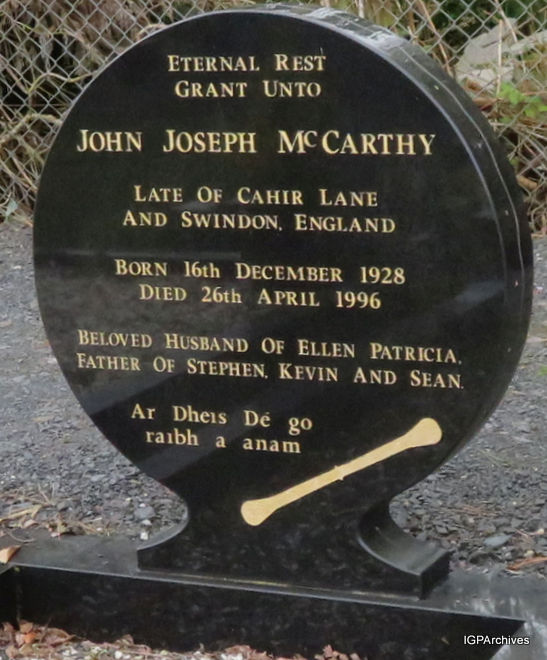 Eternal Rest
Grant Unto
John Joseph McCarthy
Late Of Cahir Lane
And Swindon, England
Born 16th December 1928
Died 26th April 1996
Beloved Husband Of Ellen Patricia.
Father Of Stephen, Kevin And Sean.
Ar Dheis Dé go
raibh a anam
IGPArchives